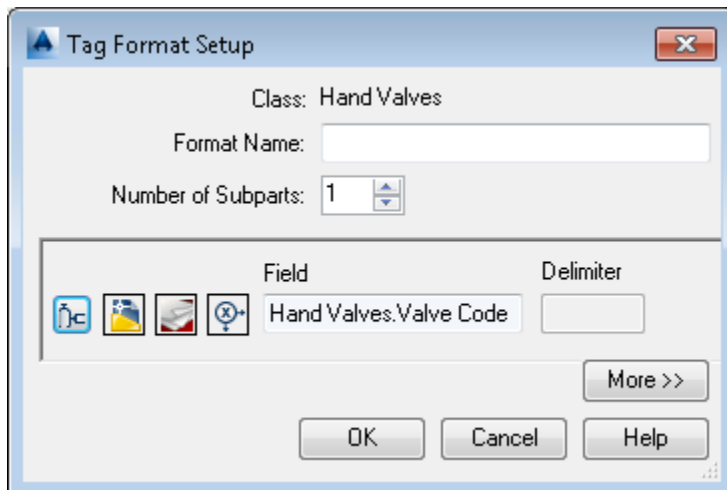 Tag Format Setup
Class: Hand Valves
Format Name:
Number of Subparts: 1
Field Delimiter
Hand Valves.Valve Code
More >>
OK Cancel Help